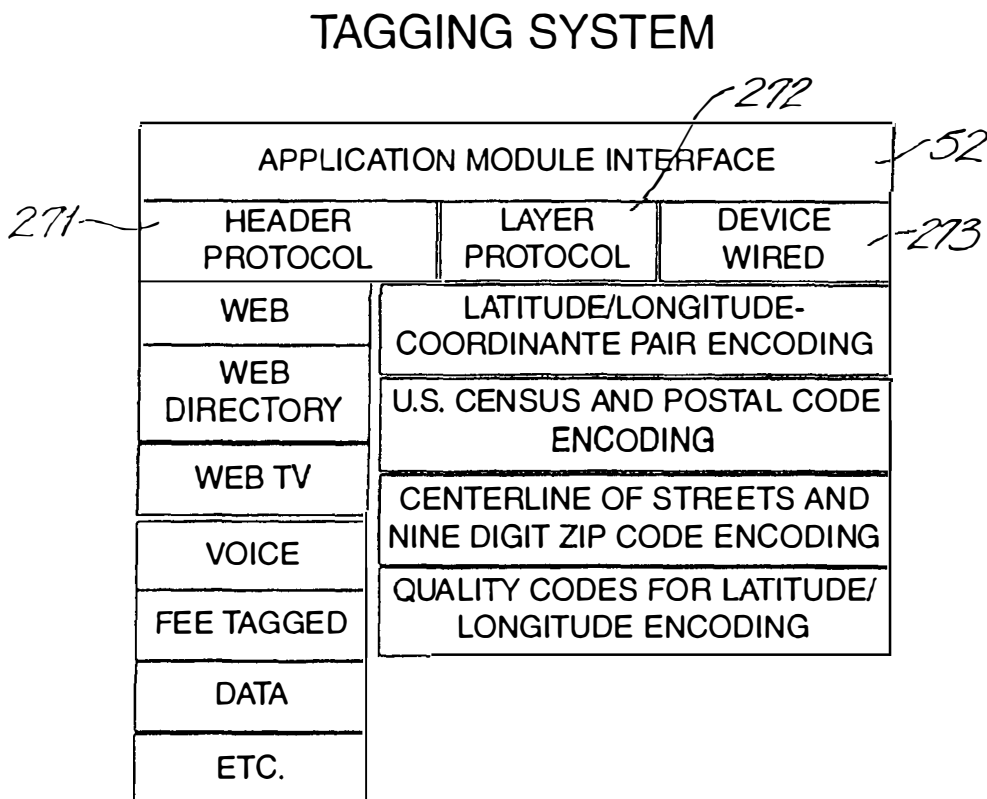 TAGGING SYSTEM
272
APPLICATION MODULE INTERFACE
52
271
HEADER
PROTOCOL
LAYER
PROTOCOL
DEVICE
WIRED
273
WEB
WEB
DIRECTORY
WEB TV
VOICE
FEE TAGGED
DATA
ETC.
LATITUDE/LONGITUDE-
COORDINANTE PAIR ENCODING
U.S. CENSUS AND POSTAL CODE
ENCODING
CENTERLINE OF STREETS AND
NINE DIGIT ZIP CODE ENCODING
QUALITY CODES FOR LATITUDE/
LONGITUDE ENCODING